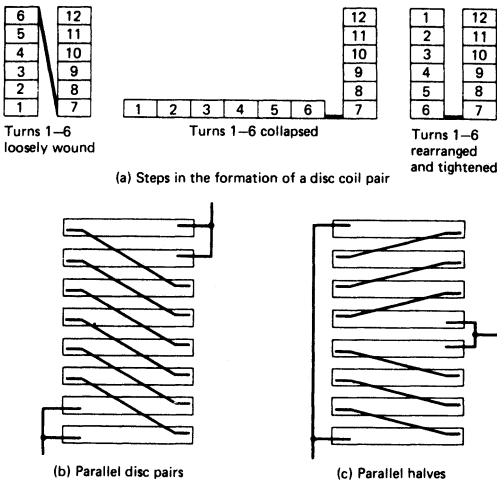 6 12
5 11
4 10
3 9
2 8
1 7
Turns 1–6
loosely wound
12
11
10
9
8
1 2 3 4 5 6 7
Turns 1–6 collapsed
1 12
2 11
3 10
4 9
5 8
6 7
Turns 1–6
rearranged
and tightened
(a) Steps in the formation of a disc coil pair
(b) Parallel disc pairs
(c) Parallel halves